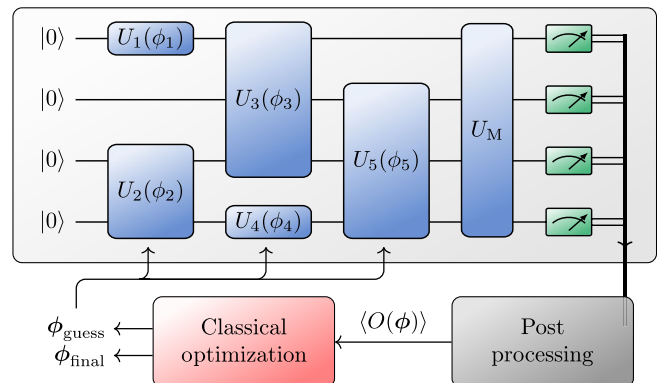 |0⟩ U₁(ϕ₁)
|0⟩ U₃(ϕ₃)
U_M
|0⟩ U₂(ϕ₂) U₅(ϕ₅)
|0⟩ U₄(ϕ₄)
ϕ_guess
ϕ_final
Classical
optimization
⟨O(ϕ)⟩
Post
processing